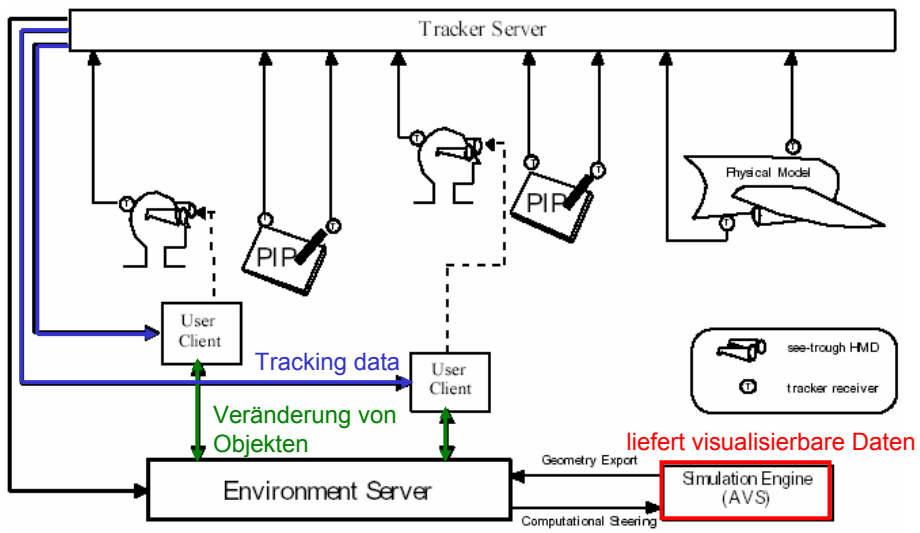 Tracker Server
T
T
T
T
T
T
T
T
Physical Model
PIP
PIP
User
Client
User
Client
Tracking data
see-trough HMD
T
tracker receiver
Veränderung von
Objekten
liefert visualisierbare Daten
Geometry Export
Environment Server
Simulation Engine
(AVS)
Computational Steering